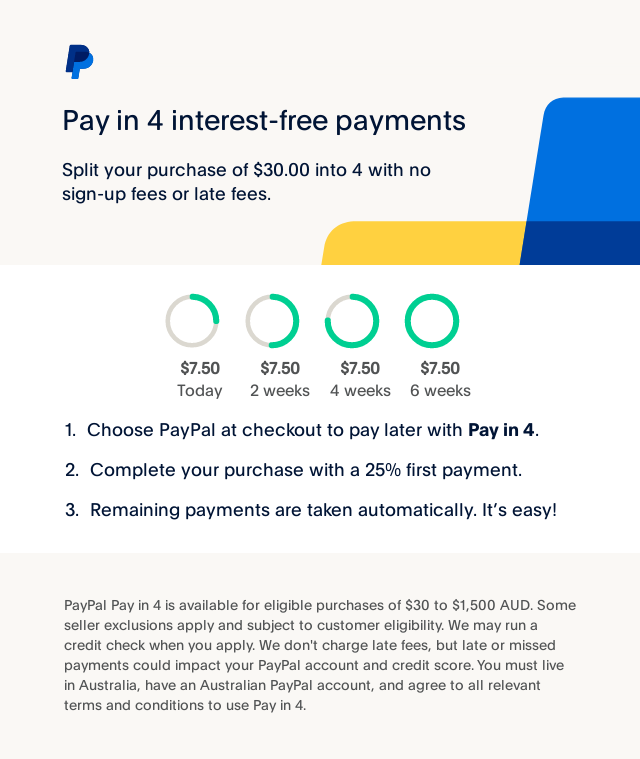 Pay in 4 interest-free payments
Split your purchase of $30.00 into 4 with no
sign-up fees or late fees.
$7.50 $7.50 $7.50 $7.50
Today 2 weeks 4 weeks 6 weeks
1. Choose PayPal at checkout to pay later with Pay in 4.
2. Complete your purchase with a 25% first payment.
3. Remaining payments are taken automatically. It’s easy!
PayPal Pay in 4 is available for eligible purchases of $30 to $1,500 AUD. Some
seller exclusions apply and subject to customer eligibility. We may run a
credit check when you apply. We don't charge late fees, but late or missed
payments could impact your PayPal account and credit score. You must live
in Australia, have an Australian PayPal account, and agree to all relevant
terms and conditions to use Pay in 4.